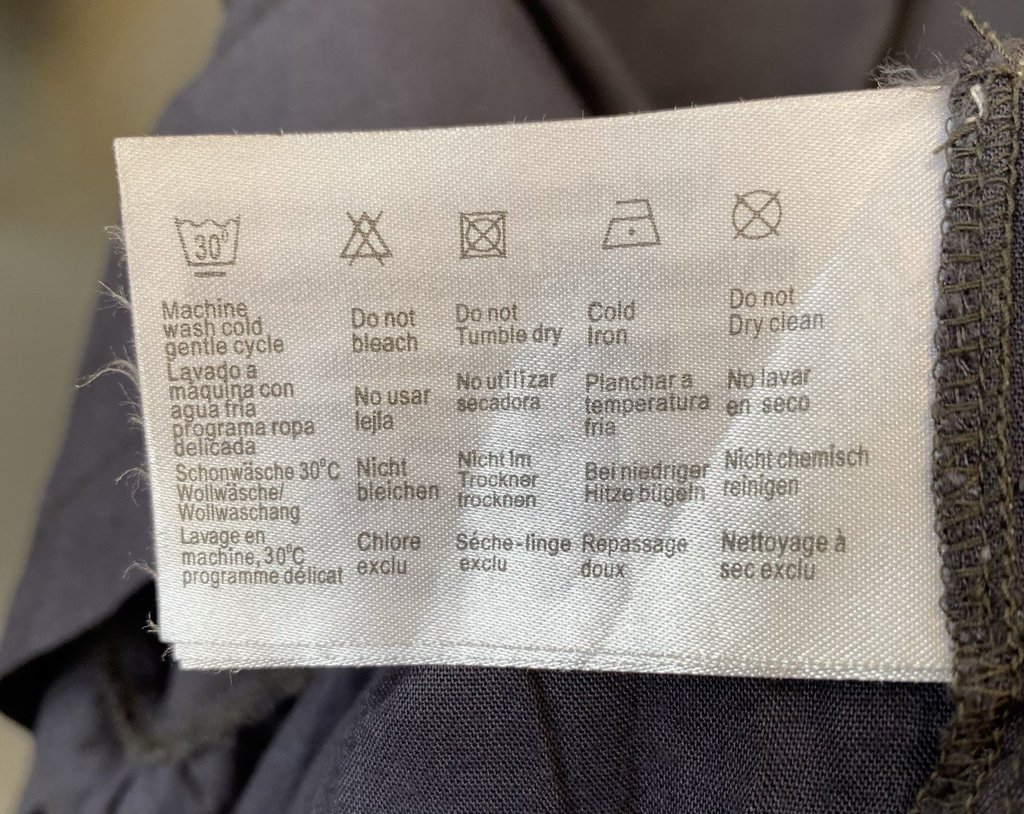 30°
Machine
wash cold
gentle cycle
Lavado a
máquina con
agua fria
programa ropa
delicada
Schonwäsche 30°C
Wollwäsche/
Wollwaschang
Lavage en
machine, 30°C
programme délicat
Do not
bleach
No usar
lejla
Nicht
bleichen
Chlore
exclu
Do not
Tumble dry
No utilizar
secadora
Nicht im
Trockner
trocknen
Séche-linge
exclu
Cold
Iron
Planchar a
temperatura
fria
Bei niedriger
Hitze bügeln
Repassage
doux
Do not
Dry clean
No lavar
en seco
Nicht chemisch
reinigen
Nettoyage à
sec exclu